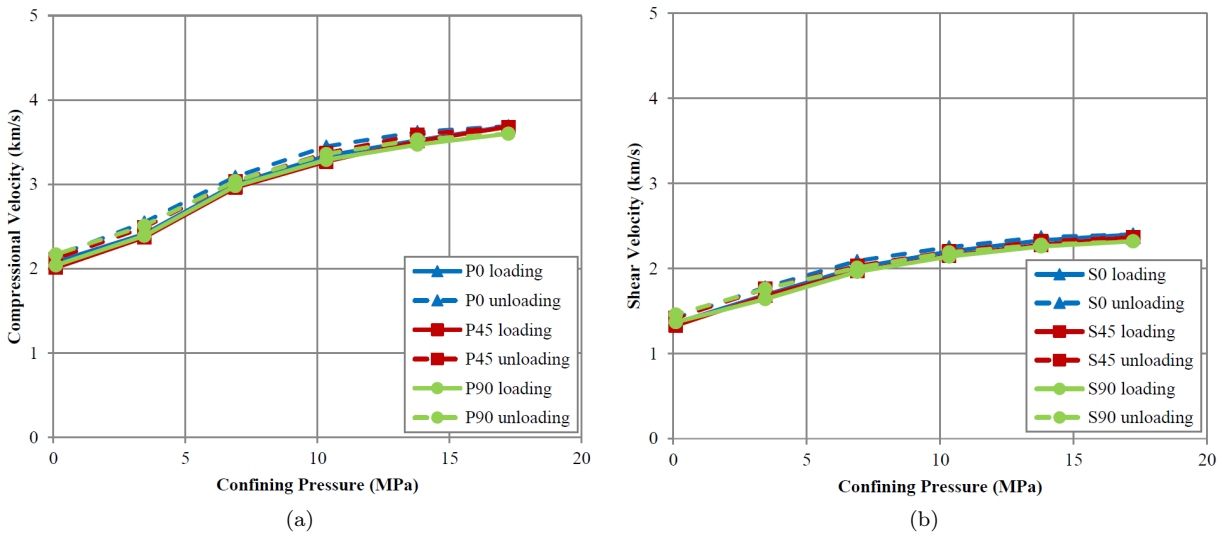 5
4
3
2
1
0
Compressional Velocity (km/s)
P0 loading
P0 unloading
P45 loading
P45 unloading
P90 loading
P90 unloading
0 5 10 15 20
Confining Pressure (MPa)
(a)
5
4
3
2
1
0
Shear Velocity (km/s)
S0 loading
S0 unloading
S45 loading
S45 unloading
S90 loading
S90 unloading
0 5 10 15 20
Confining Pressure (MPa)
(b)